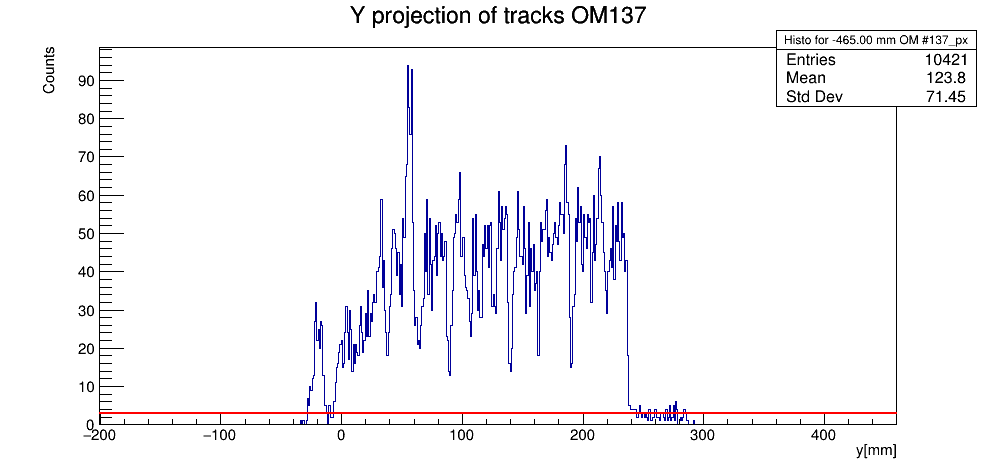 Y projection of tracks OM137
Histo for -465.00 mm OM #137_px
Entries 10421
Mean 123.8
Std Dev 71.45
Counts
90
80
70
60
50
40
30
20
10
0
−200 −100 0 100 200 300 400
y[mm]